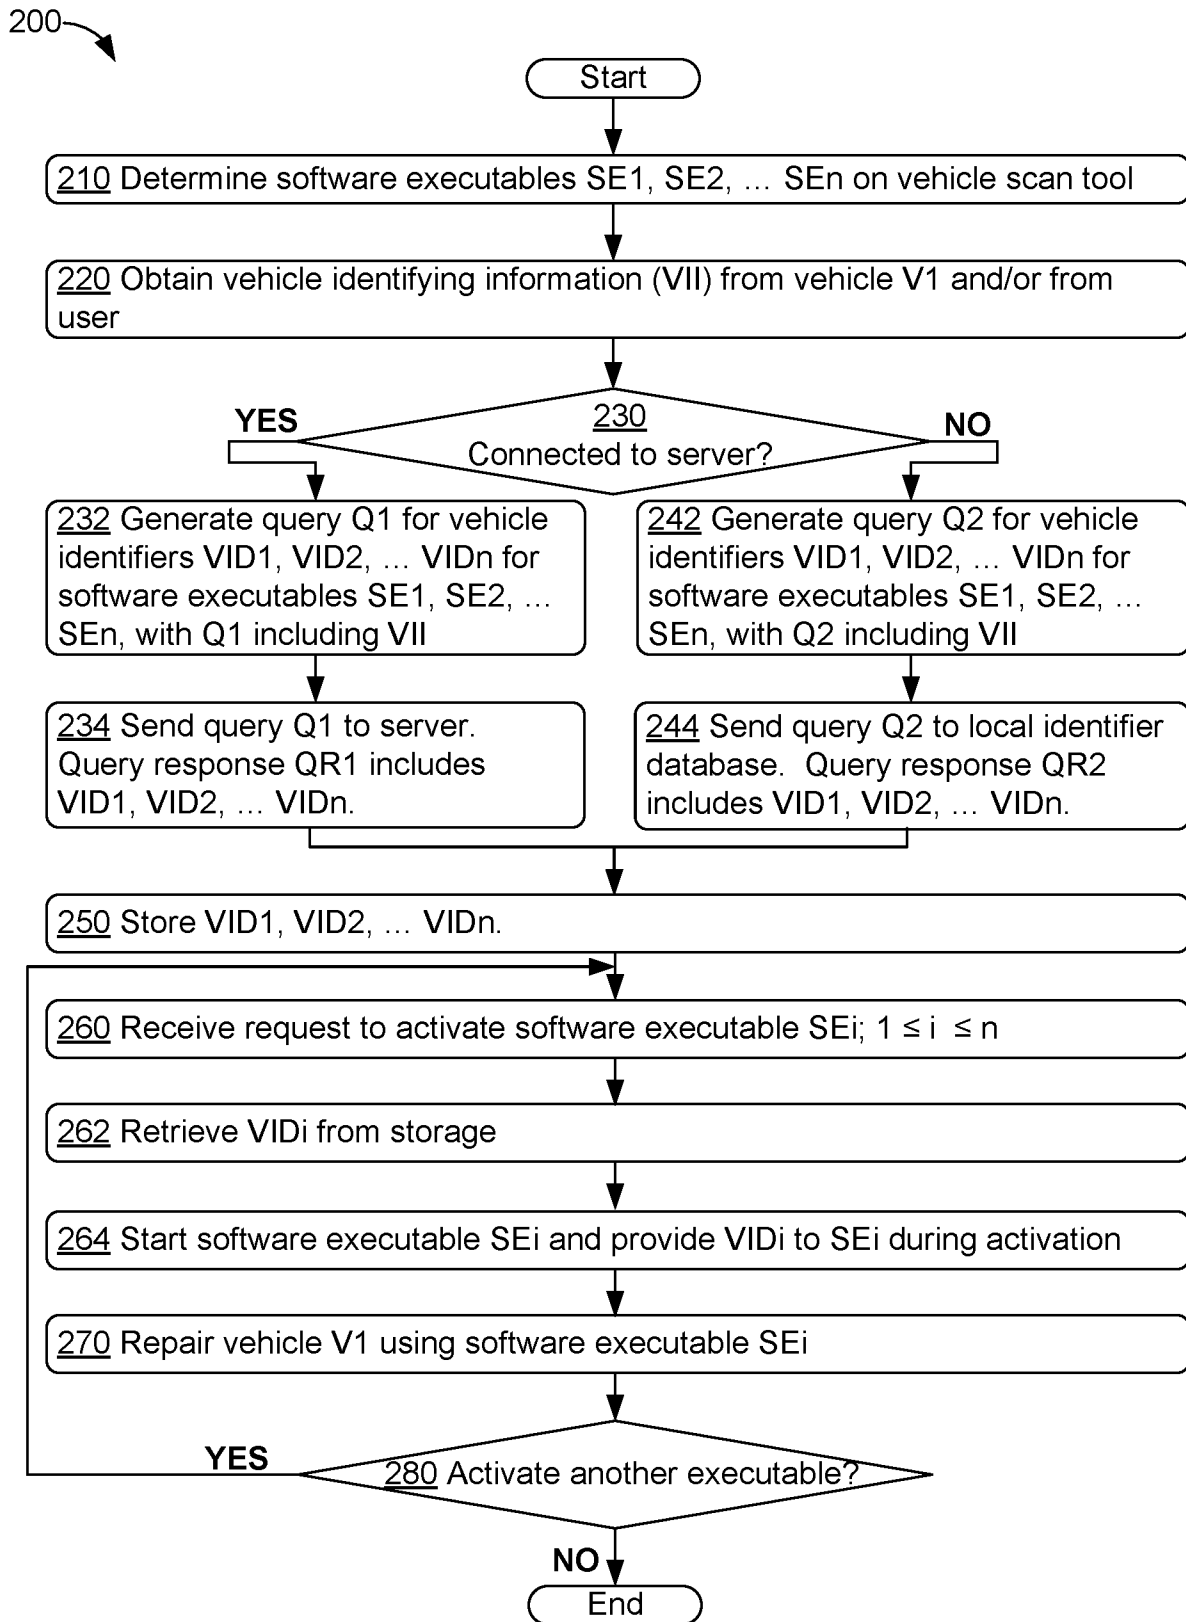 200
Start
210 Determine software executables SE1, SE2, ... SEn on vehicle scan tool
220 Obtain vehicle identifying information (VII) from vehicle V1 and/or from
user
230
Connected to server?
YES
NO
232 Generate query Q1 for vehicle
identifiers VID1, VID2, ... VIDn for
software executables SE1, SE2, ...
SEn, with Q1 including VII
242 Generate query Q2 for vehicle
identifiers VID1, VID2, ... VIDn for
software executables SE1, SE2, ...
SEn, with Q2 including VII
234 Send query Q1 to server.
Query response QR1 includes
VID1, VID2, ... VIDn.
244 Send query Q2 to local identifier
database.  Query response QR2
includes VID1, VID2, ... VIDn.
250 Store VID1, VID2, ... VIDn.
260 Receive request to activate software executable SEi; 1 ≤ i ≤ n
262 Retrieve VIDi from storage
264 Start software executable SEi and provide VIDi to SEi during activation
270 Repair vehicle V1 using software executable SEi
280 Activate another executable?
YES
NO
End